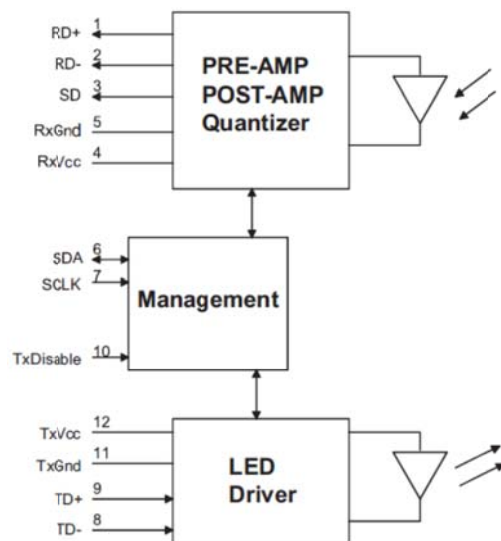 RD+ 1
RD- 2
SD 3
RxGnd 5
RxVcc 4
PRE-AMP
POST-AMP
Quantizer
SDA 6
SCLK 7
TxDisable 10
Management
TxVcc 12
TxGnd 11
TD+ 9
TD- 8
LED
Driver